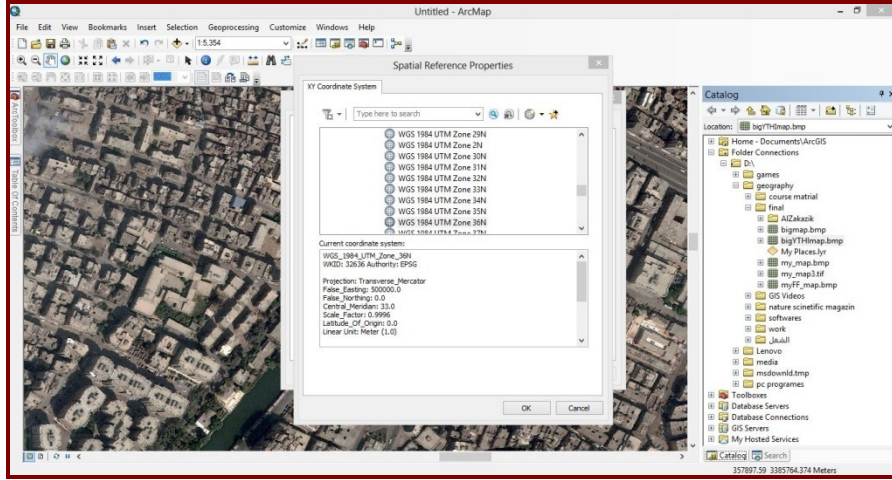 Untitled - ArcMap
File Edit View Bookmarks Insert Selection Geoprocessing Customize Windows Help
1:5,354
Spatial Reference Properties
XY Coordinate System
Type here to search
WGS 1984 UTM Zone 29N
WGS 1984 UTM Zone 2N
WGS 1984 UTM Zone 30N
WGS 1984 UTM Zone 31N
WGS 1984 UTM Zone 32N
WGS 1984 UTM Zone 33N
WGS 1984 UTM Zone 34N
WGS 1984 UTM Zone 35N
WGS 1984 UTM Zone 36N
WGS 1984 UTM Zone 37N
Current coordinate system:
WGS_1984_UTM_Zone_36N
WKID: 32636 Authority: EPSG
Projection: Transverse_Mercator
False_Easting: 500000.0
False_Northing: 0.0
Central_Meridian: 33.0
Scale_Factor: 0.9996
Latitude_Of_Origin: 0.0
Linear Unit: Meter (1.0)
OK Cancel
ArcToolbox
Table Of Contents
Catalog
Location: bigYTHImap.bmp
Home - Documents\ArcGIS
Folder Connections
D:\
games
geography
course matrial
final
AlZakazik
bigmap.bmp
bigYTHImap.bmp
My Places.lyr
my_map.bmp
my_map3.tif
myFF_map.bmp
GIS Videos
nature scinetific magazin
softwares
work
الشغل
Lenovo
media
msdownld.tmp
pc programes
Toolboxes
Database Servers
Database Connections
GIS Servers
My Hosted Services
Catalog Search
357897.59 3385764.374 Meters